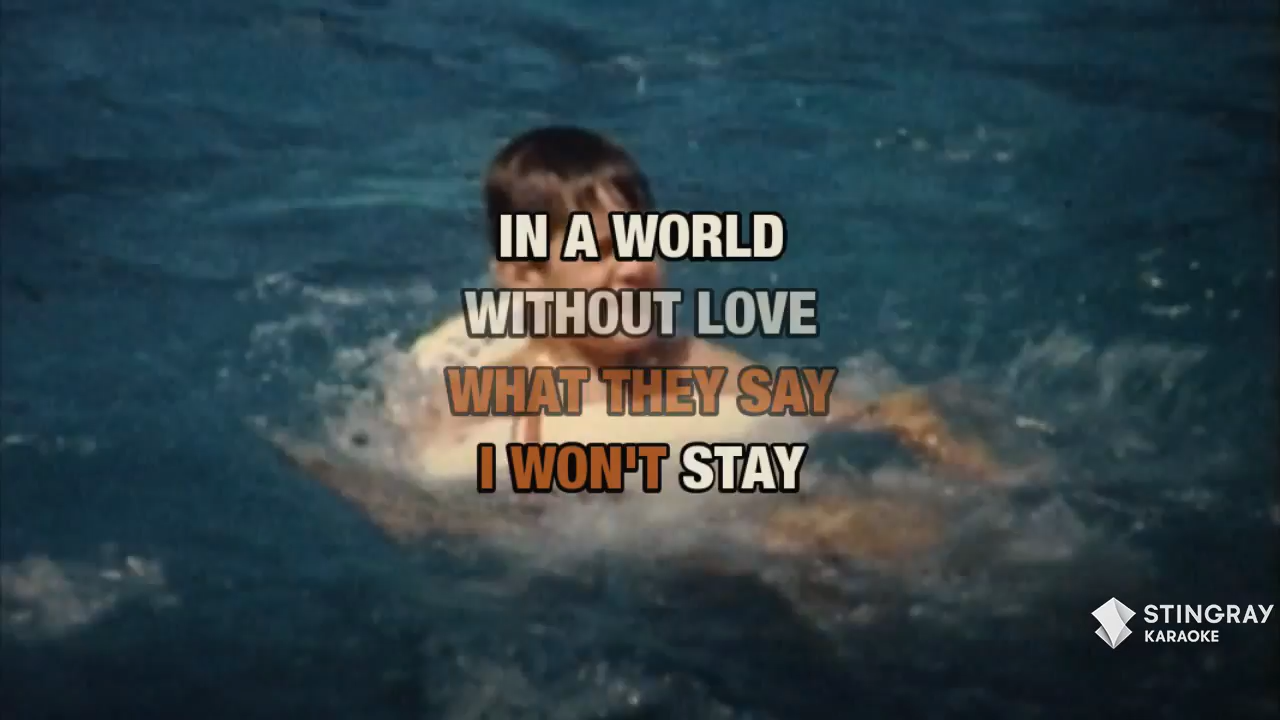 IN A WORLD
WITHOUT LOVE
WHAT THEY SAY
I WON'T STAY
STINGRAY
KARAOKE